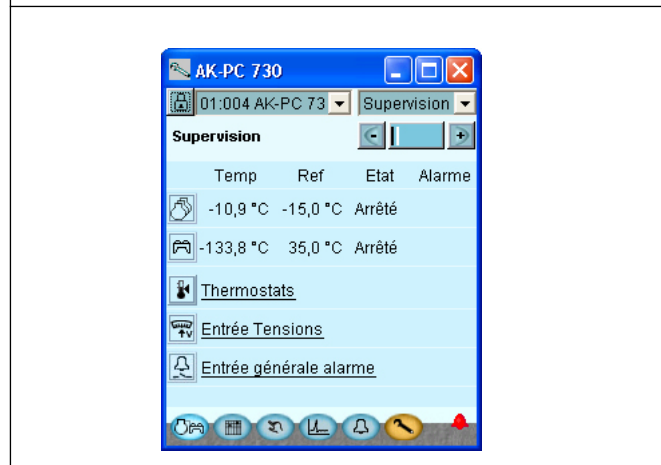 AK-PC 730
01:004 AK-PC 73 Supervision
Supervision
Temp Ref Etat Alarme
-10,9 °C -15,0 °C Arrêté
-133,8 °C 35,0 °C Arrêté
Thermostats
Entrée Tensions
Entrée générale alarme